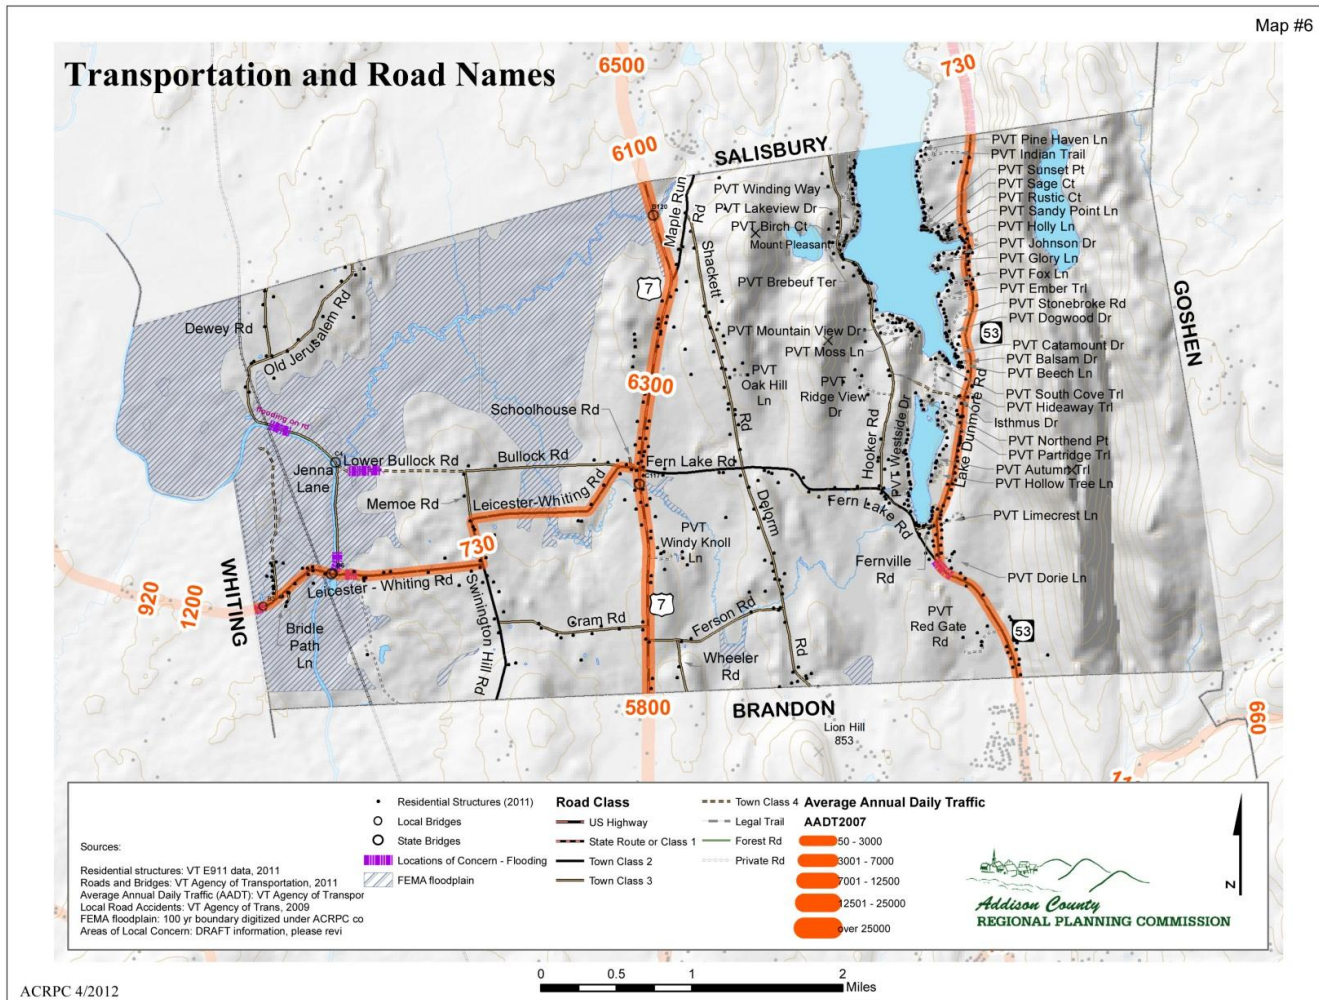 Map #6
Transportation and Road Names
6500
730
6100
SALISBURY
PVT Pine Haven Ln
PVT Indian Trail
PVT Sunset Pt
PVT Sage Ct
PVT Rustic Ct
PVT Sandy Point Ln
PVT Holly Ln
PVT Johnson Dr
PVT Glory Ln
PVT Fox Ln
PVT Ember Trl
PVT Stonebroke Rd
PVT Dogwood Dr
53
PVT Catamount Dr
PVT Balsam Dr
PVT Beech Ln
PVT South Cove Trl
PVT Hideaway Trl
Isthmus Dr
PVT Northend Pt
PVT Partridge Trl
PVT Autumn Trl
PVT Hollow Tree Ln
PVT Limecrest Ln
PVT Dorie Ln
GOSHEN
Maple Run
Shackett
Rd
Rd
PVT Winding Way
PVT Lakeview Dr
PVT Birch Ct
Mount Pleasant
PVT Brebeuf Ter
PVT Mountain View Dr
PVT Moss Ln
PVT
Oak Hill
Ln
PVT
Ridge View
Dr
Hooker Rd
PVT Westside Dr
Lake Dunmore Rd
7
6300
Dewey Rd
Old Jerusalem Rd
flooding on rd
Schoolhouse Rd
Jenna
Lane
Lower Bullock Rd
Bullock Rd
Fern Lake Rd
Memoe Rd
Leicester-Whiting Rd
Delorm
Rd
Fern Lake Rd
PVT
Windy Knoll
Ln
Fernville
Rd
730
WHITING
920
1200
Leicester - Whiting Rd
Bridle
Path
Ln
Swinington Hill Rd
Cram Rd
7
Ferson Rd
Wheeler
Rd
PVT
Red Gate
Rd
53
5800
BRANDON
Lion Hill
853
660
Sources:
Residential structures: VT E911 data, 2011
Roads and Bridges: VT Agency of Transportation, 2011
Average Annual Daily Traffic (AADT): VT Agency of Transpor
Local Road Accidents: VT Agency of Trans, 2009
FEMA floodplain: 100 yr boundary digitized under ACRPC co
Areas of Local Concern: DRAFT information, please revi
Residential Structures (2011)
Local Bridges
State Bridges
Locations of Concern - Flooding
FEMA floodplain
Road Class
US Highway
State Route or Class 1
Town Class 2
Town Class 3
Town Class 4
Legal Trail
Forest Rd
Private Rd
Average Annual Daily Traffic
AADT2007
50 - 3000
3001 - 7000
7001 - 12500
12501 - 25000
over 25000
N
Addison County
REGIONAL PLANNING COMMISSION
0 0.5 1 2
Miles
ACRPC 4/2012